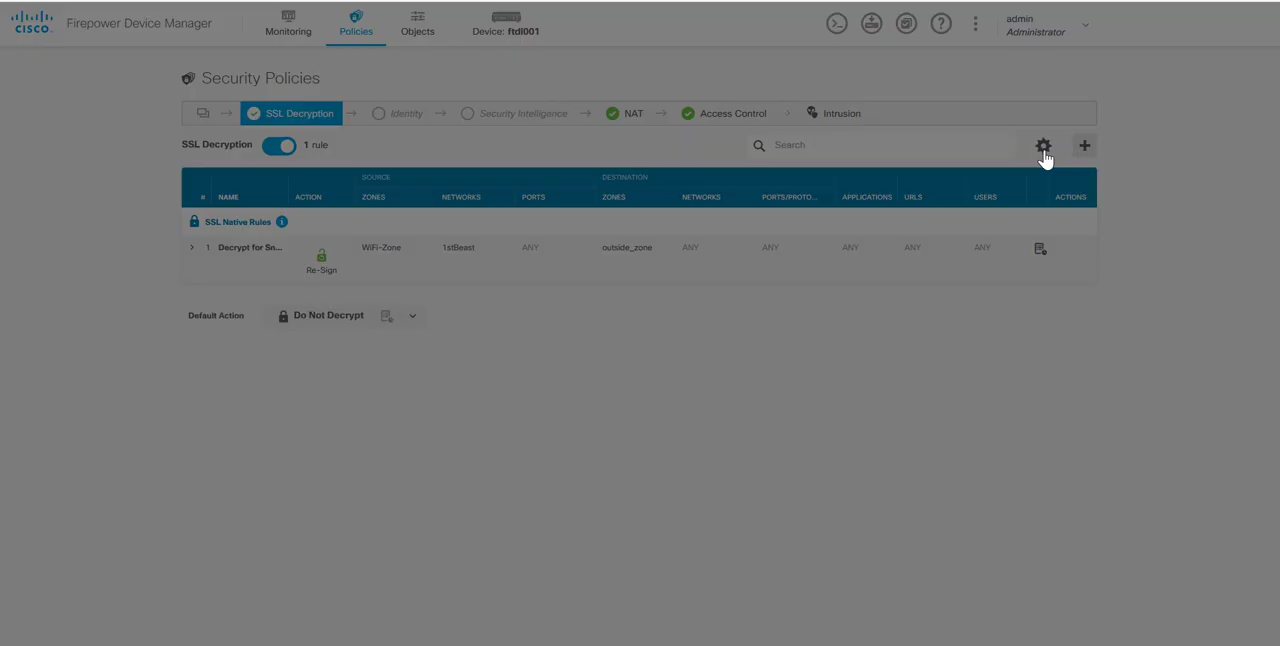 CISCO Firepower Device Manager Monitoring Policies Objects Device: ftdl001 admin Administrator
Security Policies
SSL Decryption Identity Security Intelligence NAT Access Control Intrusion
SSL Decryption 1 rule Search
SOURCE DESTINATION
# NAME ACTION ZONES NETWORKS PORTS ZONES NETWORKS PORTS/PROTO... APPLICATIONS URLS USERS ACTIONS
SSL Native Rules
1 Decrypt for Sn... Re-Sign WiFi-Zone 1stBeast ANY outside_zone ANY ANY ANY ANY ANY
Default Action Do Not Decrypt